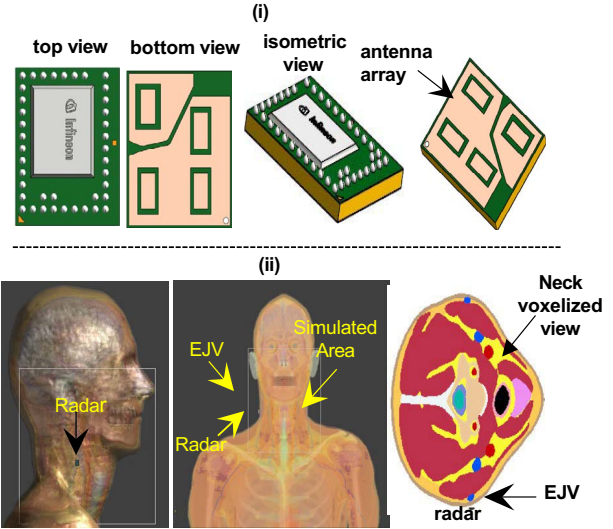 (i)
top view
bottom view
isometric
view
antenna
array
Infineon
Infineon
(ii)
Radar
EJV
Simulated
Area
Radar
Neck
voxelized
view
radar
EJV